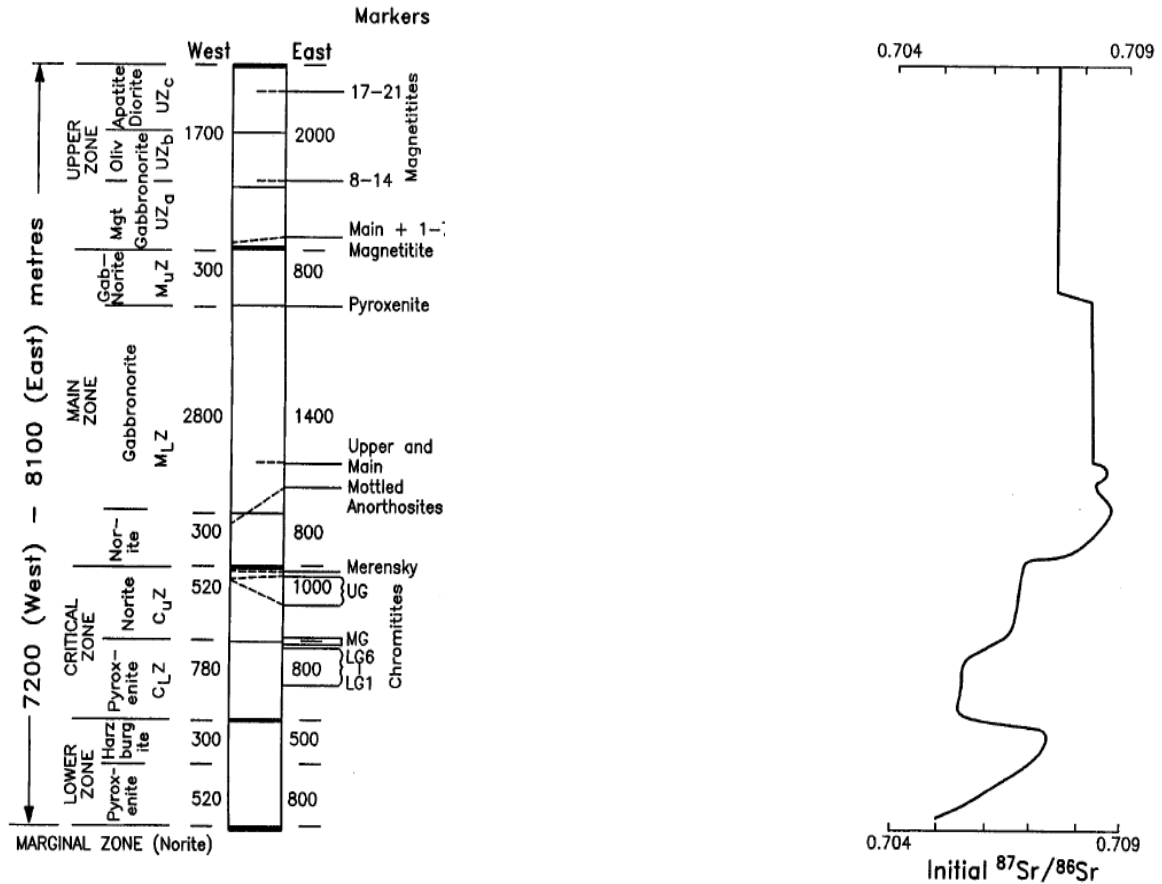 Markers
West
East
0.704
0.709
7200 (West) – 8100 (East) metres
UPPER
ZONE
Apatite
Diorite
UZc
Oliv
Gabbronorite
UZb
Mgt
UZa
1700
2000
17–21
8–14
Magnetitites
Main + 1–
Magnetitite
MAIN
ZONE
Gab–
Norite
MuZ
300
800
Pyroxenite
Gabbronorite
MLZ
2800
1400
Upper and
Main
Mottled
Anorthosites
Nor–
ite
300
800
Merensky
CRITICAL
ZONE
Norite
CuZ
520
1000
UG
MG
Pyrox–
enite
CLZ
780
800
LG6
LG1
Chromitites
LOWER
ZONE
Harz
burg
ite
300
500
Pyrox–
enite
520
800
MARGINAL ZONE (Norite)
0.704
0.709
Initial ⁸⁷Sr/⁸⁶Sr